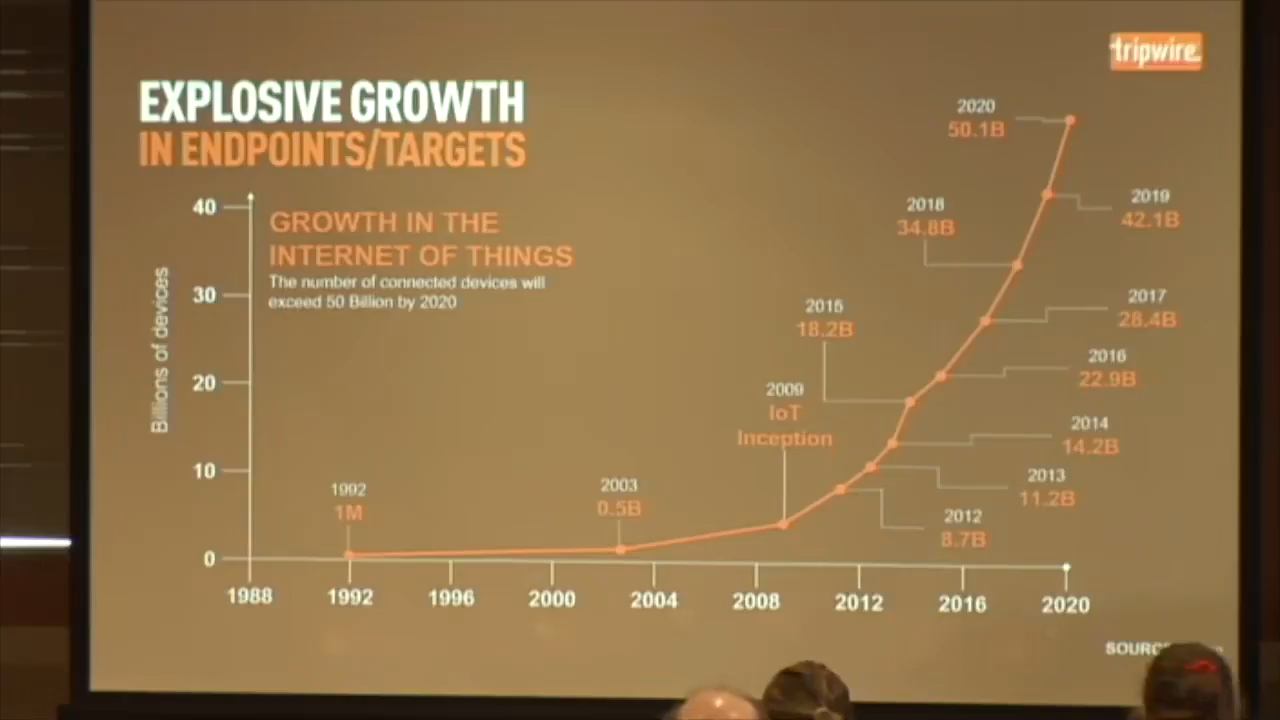 tripwire
EXPLOSIVE GROWTH
IN ENDPOINTS/TARGETS
GROWTH IN THE
INTERNET OF THINGS
The number of connected devices will
exceed 50 Billion by 2020
Billions of devices
40
30
20
10
0
1988
1992
1996
2000
2004
2008
2012
2016
2020
1992
1M
2003
0.5B
2009
IoT
Inception
2012
8.7B
2013
11.2B
2014
14.2B
2015
18.2B
2016
22.9B
2017
28.4B
2018
34.8B
2019
42.1B
2020
50.1B